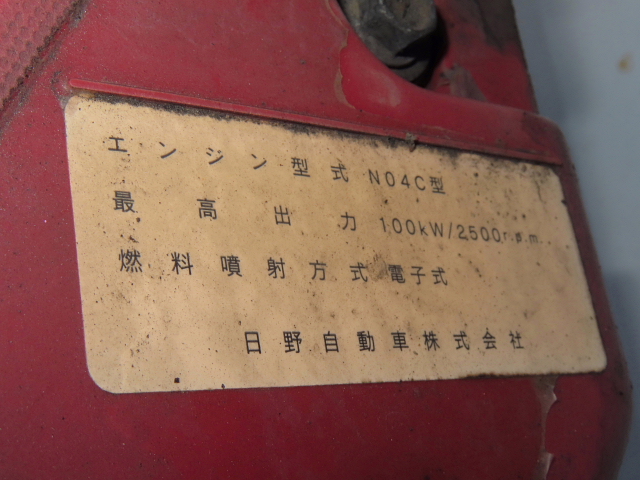 エンジン型式 N04C型
最高出力 100kW/2500r.p.m.
燃料噴射方式 電子式
日野自動車株式会社